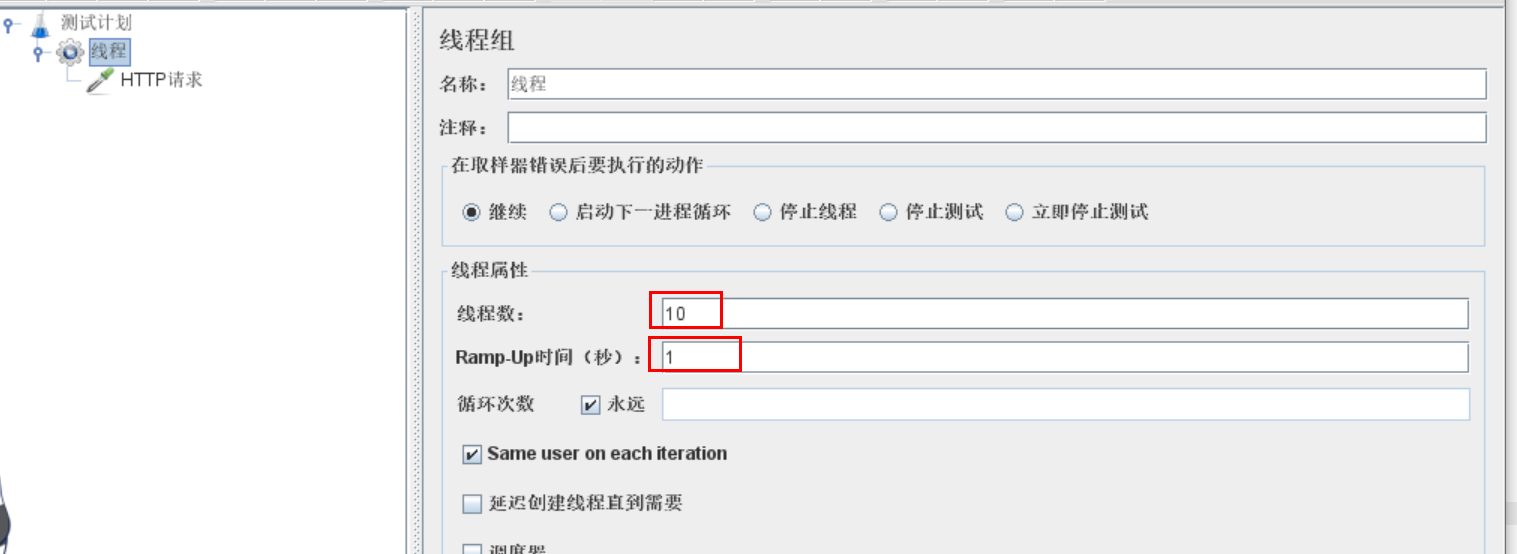 测试计划
线程
HTTP请求
线程组
名称：
线程
注释：
在取样器错误后要执行的动作
继续 启动下一进程循环 停止线程 停止测试 立即停止测试
线程属性
线程数：
10
Ramp-Up时间（秒）：
1
循环次数 永远
Same user on each iteration
延迟创建线程直到需要
调度器